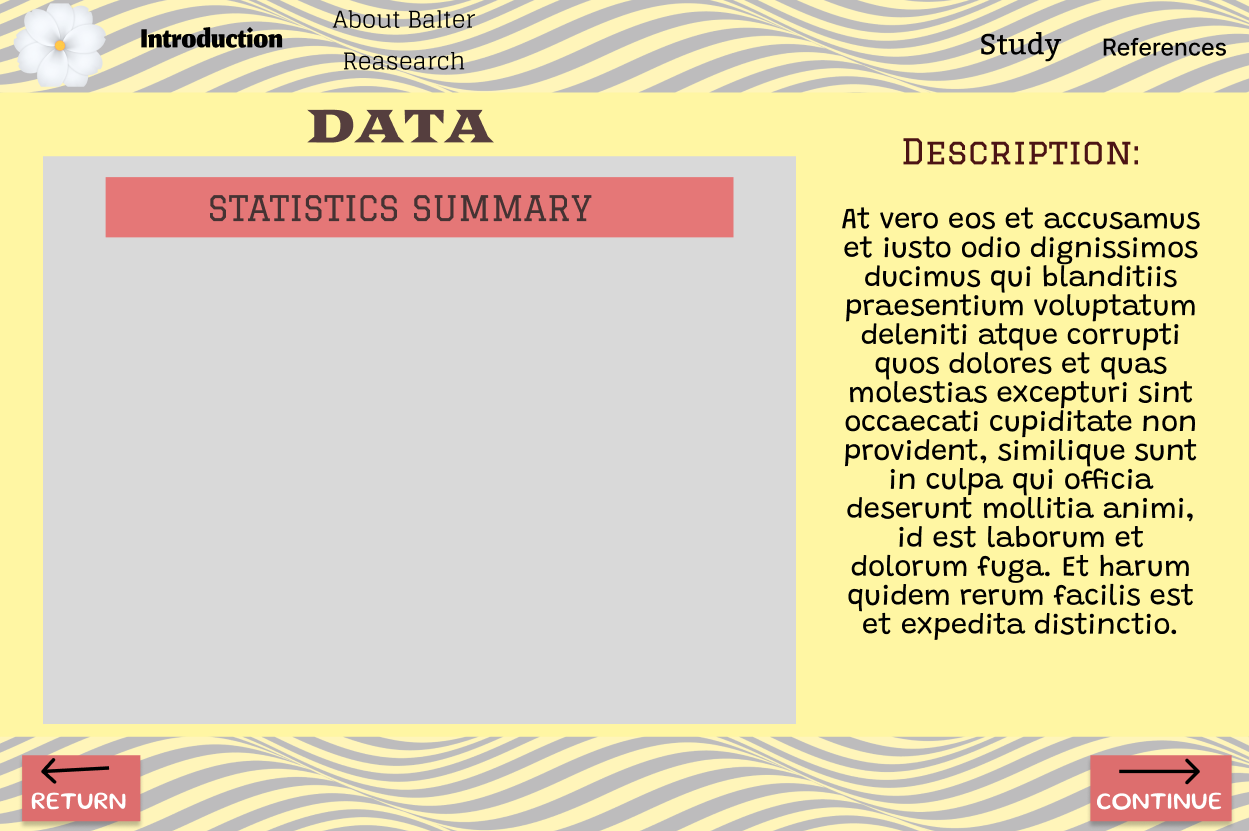 Introduction
About Balter
Reasearch
Study
References
DATA
STATISTICS SUMMARY
DESCRIPTION:
At vero eos et accusamus
et iusto odio dignissimos
ducimus qui blanditiis
praesentium voluptatum
deleniti atque corrupti
quos dolores et quas
molestias excepturi sint
occaecati cupiditate non
provident, similique sunt
in culpa qui officia
deserunt mollitia animi,
id est laborum et
dolorum fuga. Et harum
quidem rerum facilis est
et expedita distinctio.
RETURN
CONTINUE